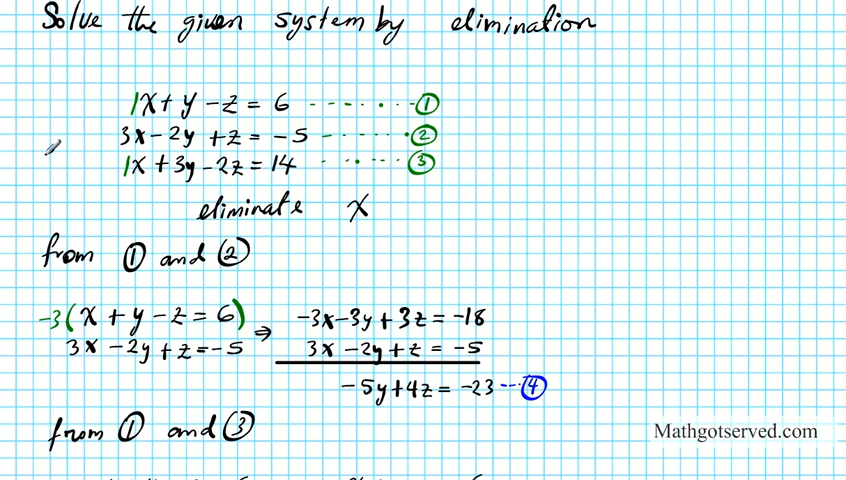 Solve the given system by elimination
1x + y - z = 6 ------ ①
3x - 2y + z = -5 ------ ②
1x + 3y - 2z = 14 ------ ③
eliminate x
from ① and ②
-3(x + y - z = 6) ⇒ -3x - 3y + 3z = -18
3x - 2y + z = -5 3x - 2y + z = -5
-5y + 4z = -23 --- ④
from ① and ③
Mathgotserved.com